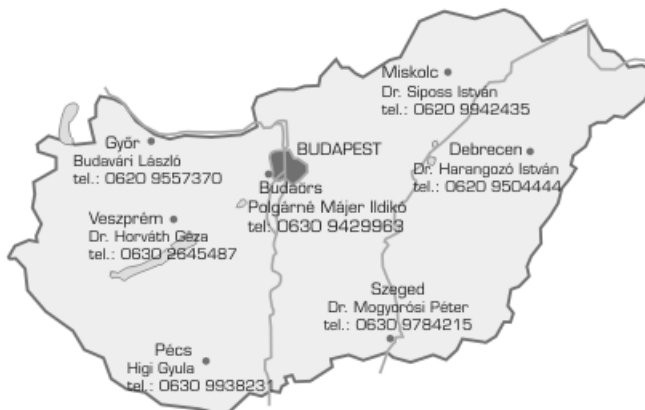 Miskolc
Dr. Siposs István
tel.: 0620 9942435
Győr
Budavári László
tel.: 0620 9557370
BUDAPEST
Budaörs
Polgárné Májer Ildikó
tel: 0630 9429963
Debrecen
Dr. Harangozó István
tel.: 0620 9504444
Veszprém
Dr. Horváth Géza
tel.: 0630 2645487
Szeged
Dr. Mogyorósi Péter
tel.: 0630 9784215
Pécs
Higi Gyula
tel.: 0630 9938231